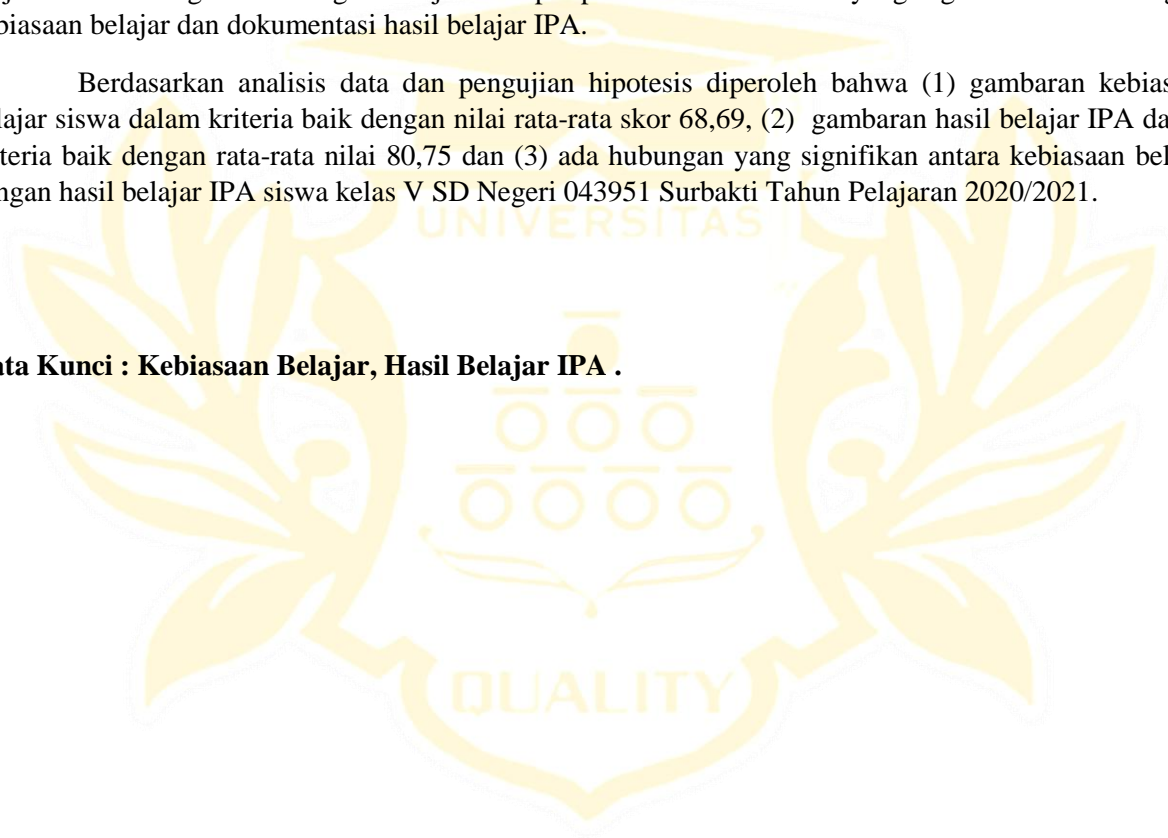 biasaan belajar dan dokumentasi hasil belajar IPA.
Berdasarkan analisis data dan pengujian hipotesis diperoleh bahwa (1) gambaran kebias
lajar siswa dalam kriteria baik dengan nilai rata-rata skor 68,69, (2) gambaran hasil belajar IPA da
teria baik dengan rata-rata nilai 80,75 dan (3) ada hubungan yang signifikan antara kebiasaan bel
ngan hasil belajar IPA siswa kelas V SD Negeri 043951 Surbakti Tahun Pelajaran 2020/2021.
UNIVERSITAS
ata Kunci : Kebiasaan Belajar, Hasil Belajar IPA .
QUALITY